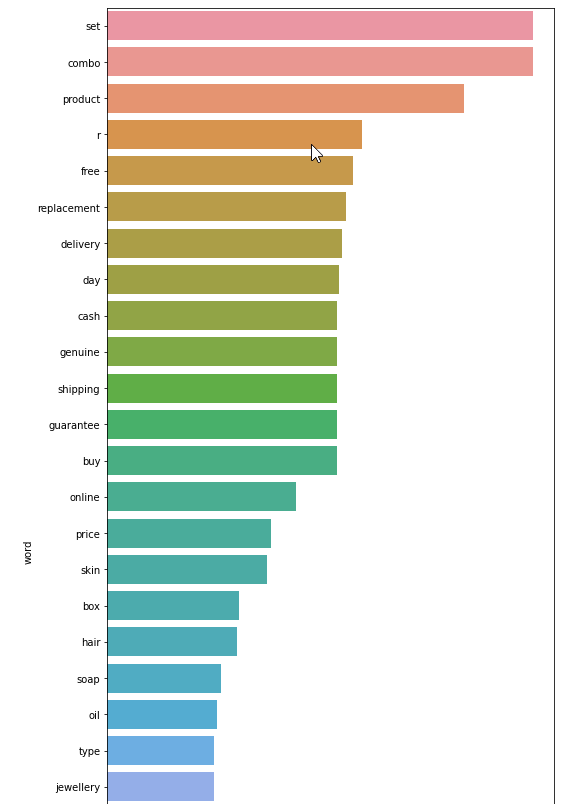 set
combo
product
r
free
replacement
delivery
day
cash
genuine
shipping
guarantee
buy
online
price
word
skin
box
hair
soap
oil
type
jewellery